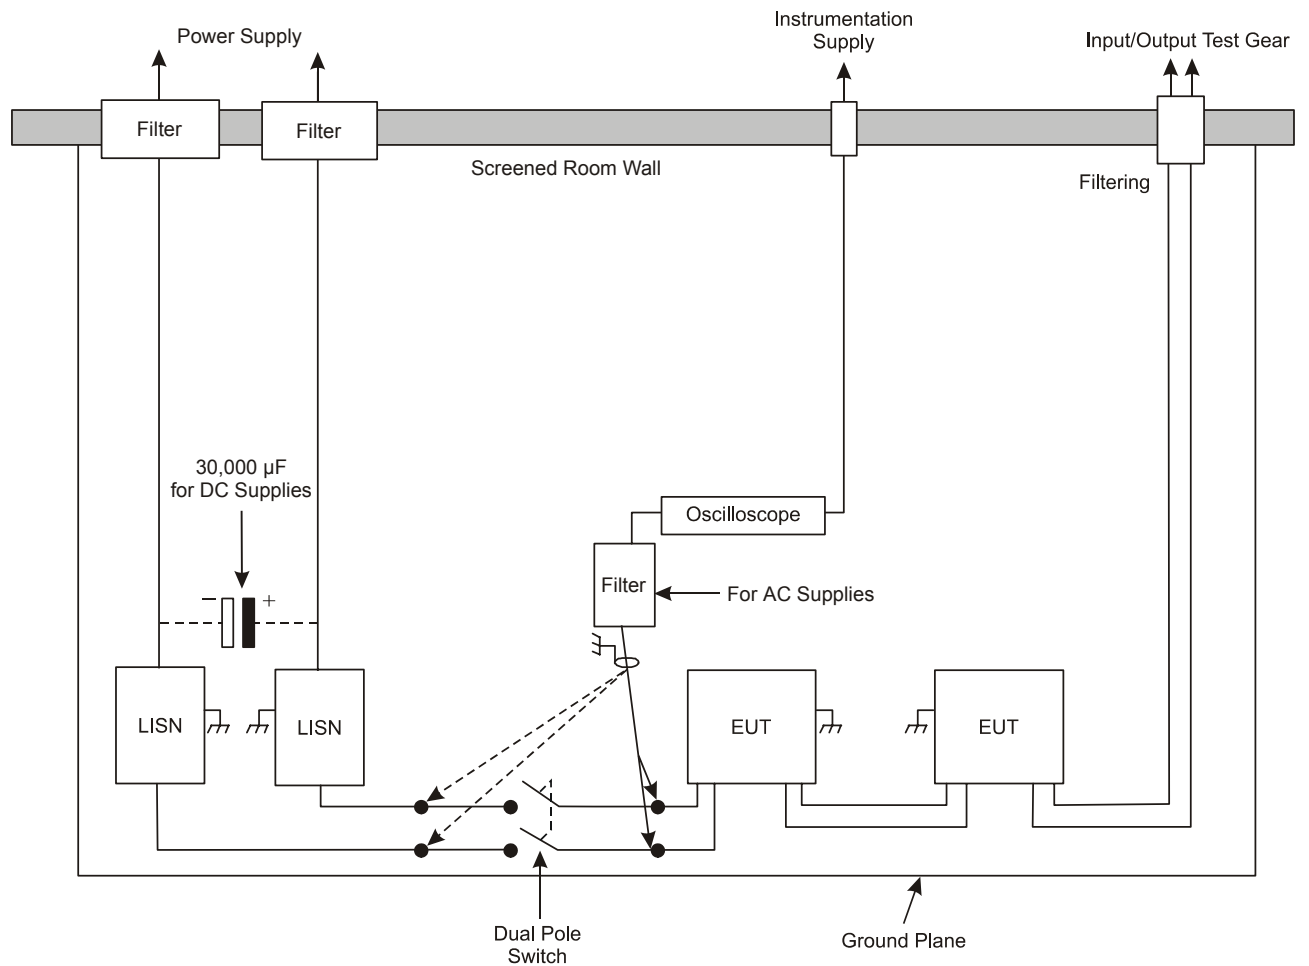 Instrumentation
Supply
Power Supply
Input/Output Test Gear
Filter
Filter
Screened Room Wall
Filtering
30,000 µF
for DC Supplies
Oscilloscope
Filter
For AC Supplies
−
+
LISN
LISN
EUT
EUT
Dual Pole
Switch
Ground Plane